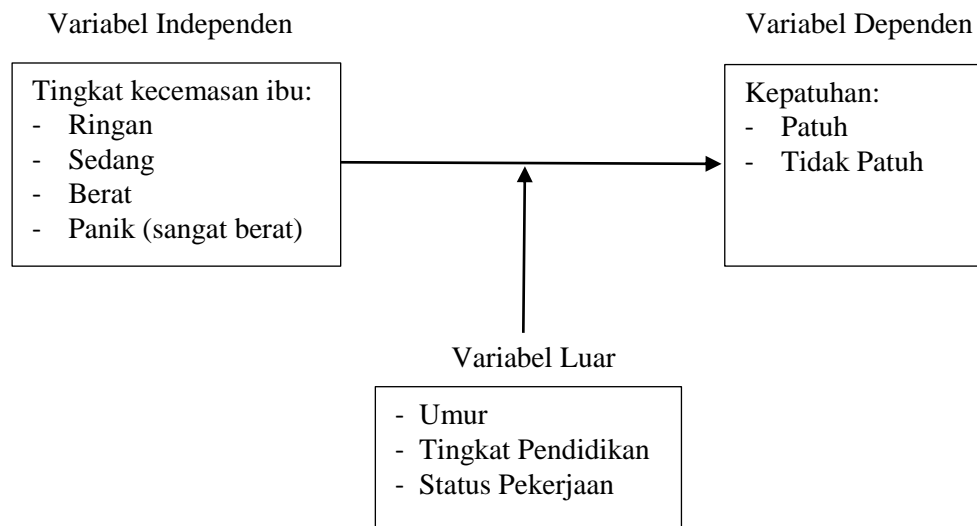 Variabel Independen
Variabel Dependen
Tingkat kecemasan ibu:
- Ringan
- Sedang
- Berat
- Panik (sangat berat)
Kepatuhan:
- Patuh
- Tidak Patuh
Variabel Luar
- Umur
- Tingkat Pendidikan
- Status Pekerjaan